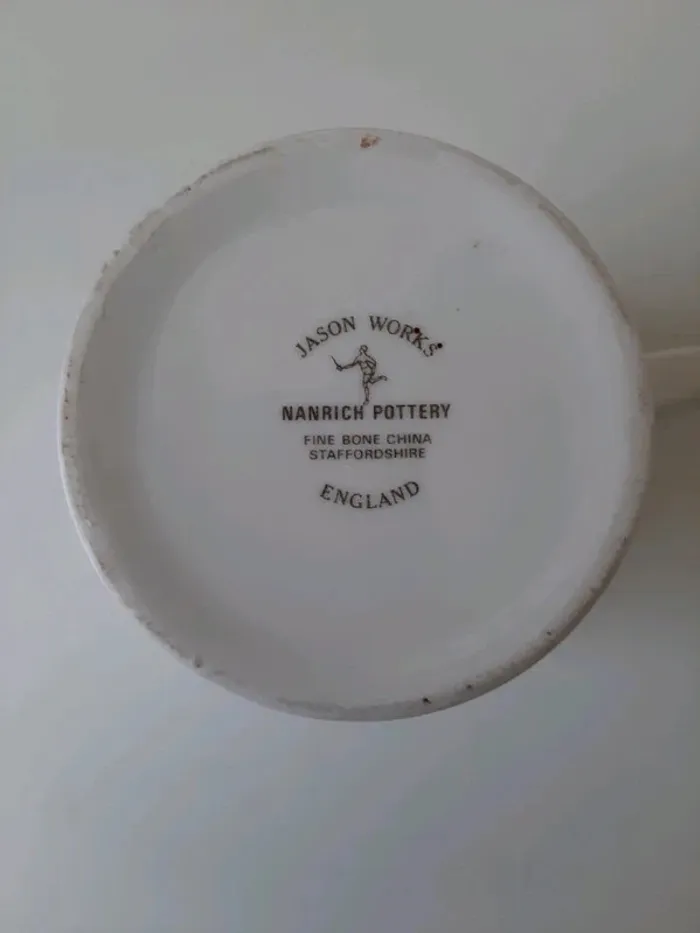 JASON WORKS
NANRICH POTTERY
FINE BONE CHINA
STAFFORDSHIRE
ENGLAND